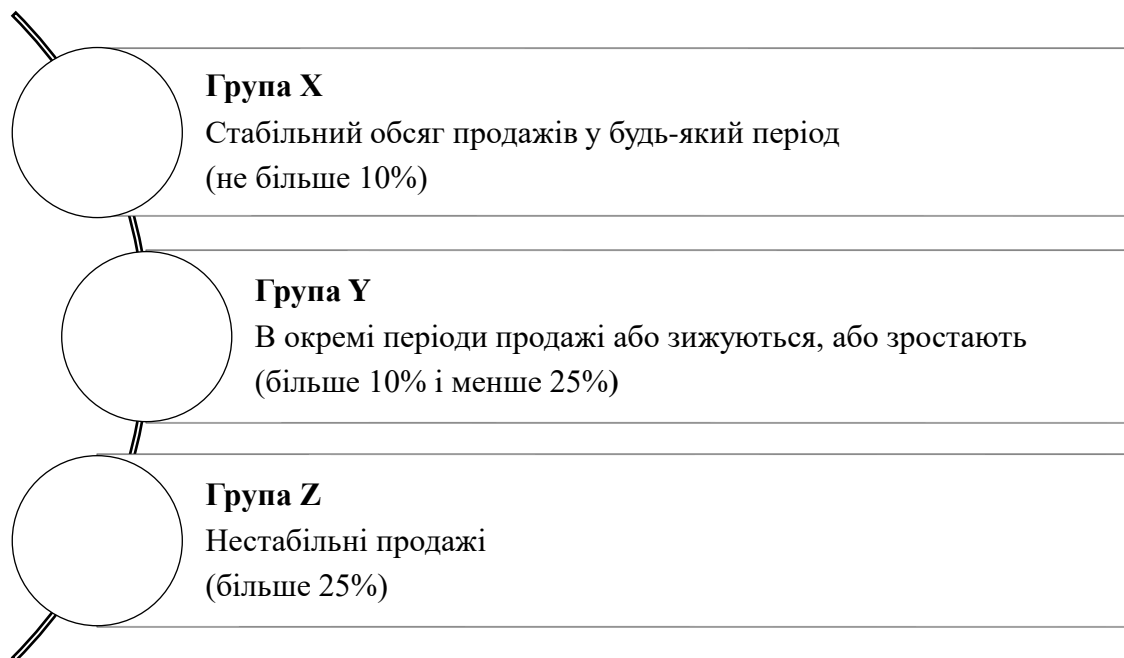 Група X
Стабільний обсяг продажів у будь-який період
(не більше 10%)
Група Y
В окремі періоди продажі або зижуються, або зростають
(більше 10% і менше 25%)
Група Z
Нестабільні продажі
(більше 25%)